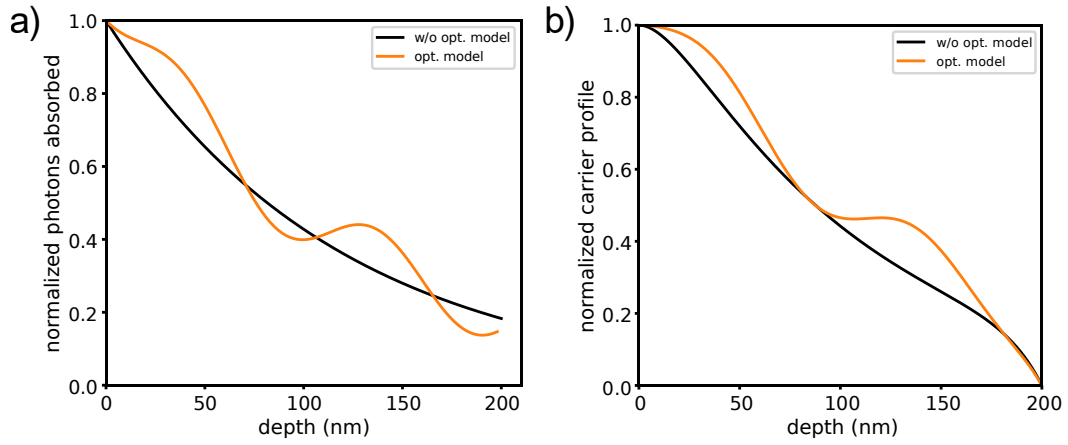 a)
normalized photons absorbed
1.0
0.8
0.6
0.4
0.2
0.0
w/o opt. model
opt. model
0 50 100 150 200
depth (nm)
b)
normalized carrier profile
1.0
0.8
0.6
0.4
0.2
0.0
w/o opt. model
opt. model
0 50 100 150 200
depth (nm)